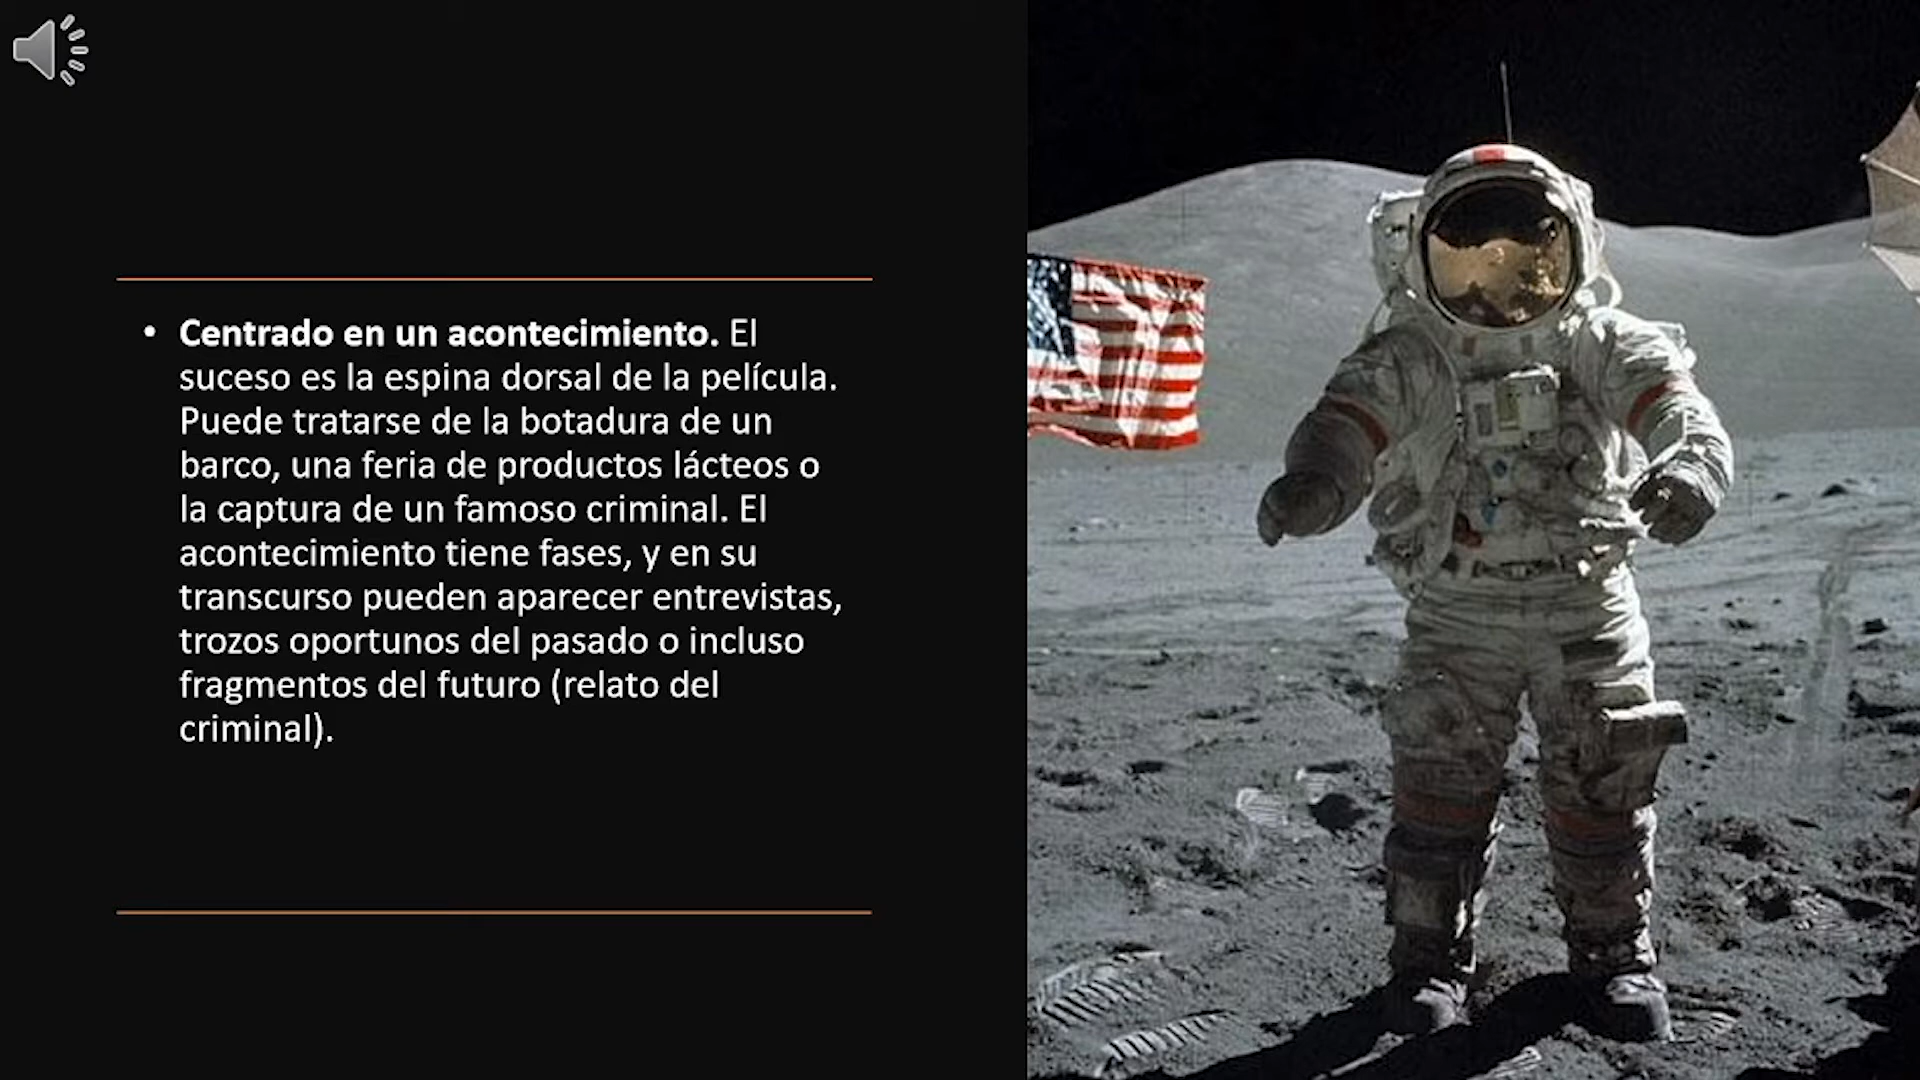 • Centrado en un acontecimiento. El
suceso es la espina dorsal de la película.
Puede tratarse de la botadura de un
barco, una feria de productos lácteos o
la captura de un famoso criminal. El
acontecimiento tiene fases, y en su
transcurso pueden aparecer entrevistas,
trozos oportunos del pasado o incluso
fragmentos del futuro (relato del
criminal).